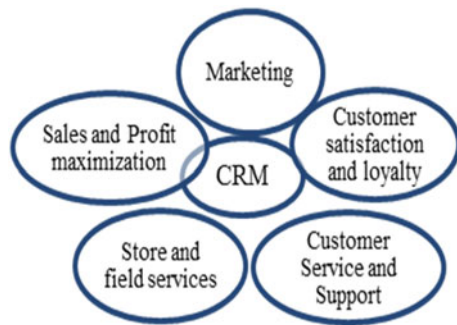 Marketing
Sales and Profit
maximization
CRM
Customer
satisfaction
and loyalty
Store and
field services
Customer
Service and
Support